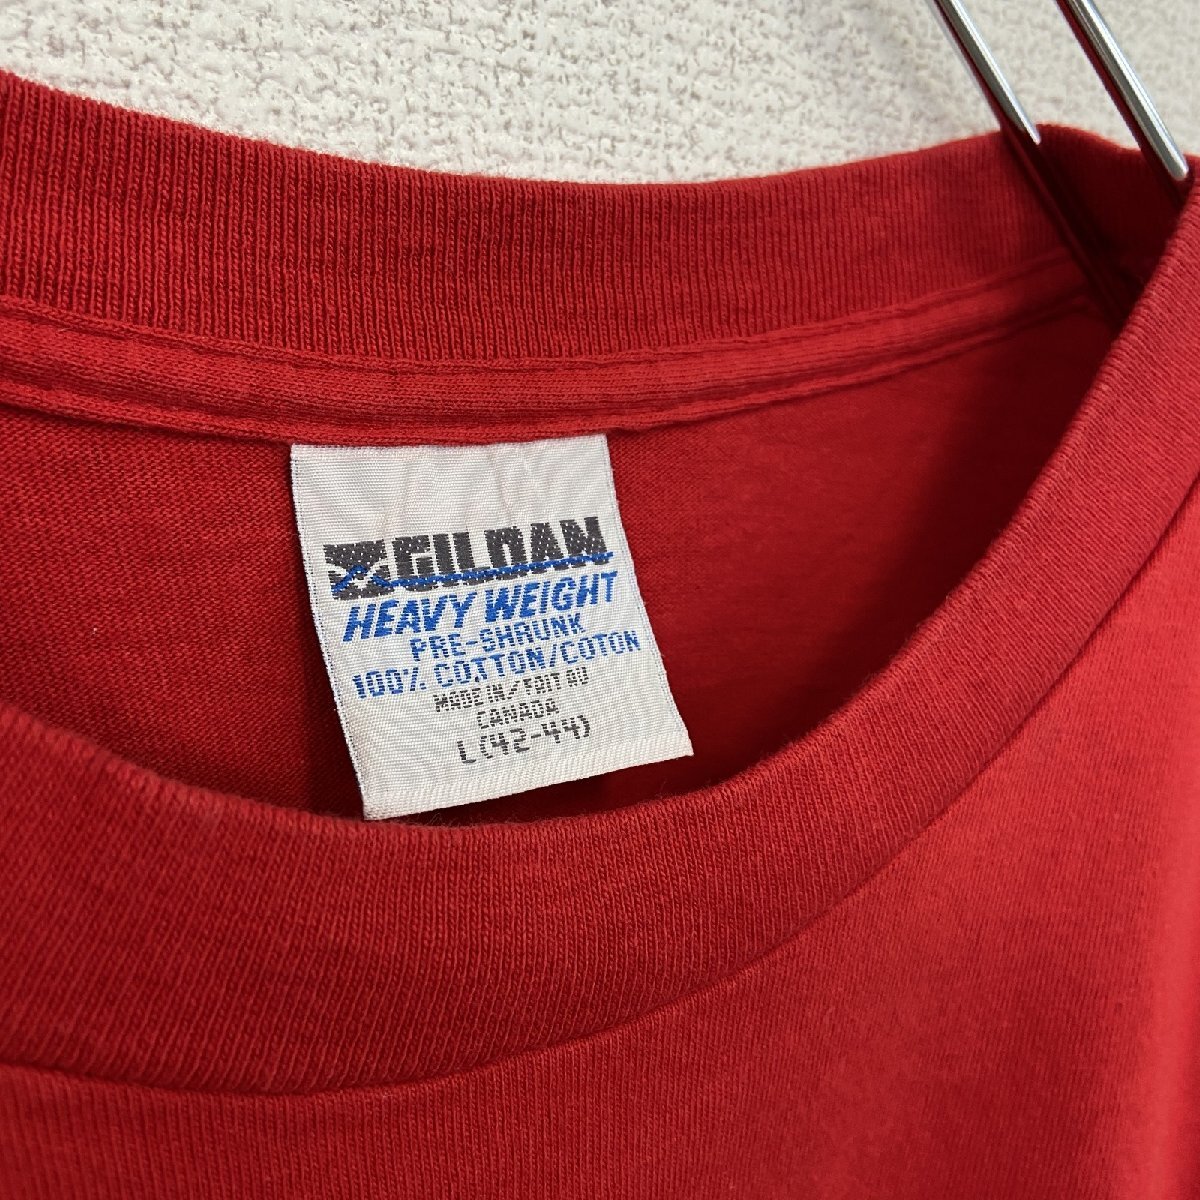 GILDAN
HEAVY WEIGHT
PRE-SHRUNK
100% COTTON/COTON
MADE IN/FAIT AU
CANADA
L (42-44)